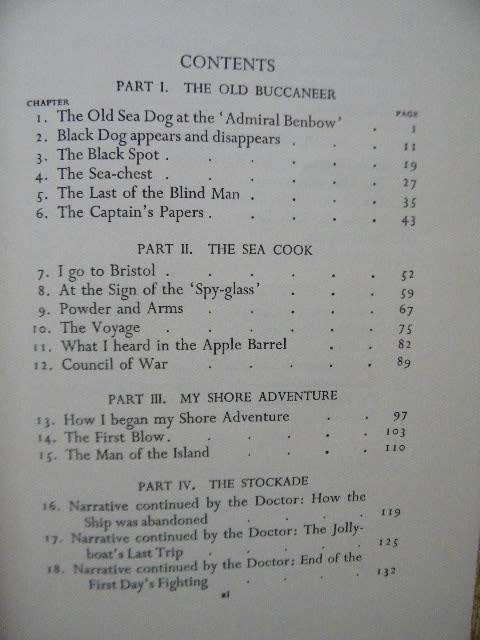 CONTENTS
PART I. THE OLD BUCCANEER
CHAPTER PAGE
1. The Old Sea Dog at the ‘Admiral Benbow’ . 1
2. Black Dog appears and disappears . . . 11
3. The Black Spot . . . . . . 19
4. The Sea-chest . . . . . . 27
5. The Last of the Blind Man . . . . 35
6. The Captain's Papers . . . . . 43
PART II. THE SEA COOK
7. I go to Bristol . . . . . . 52
8. At the Sign of the ‘Spy-glass’ . . . 59
9. Powder and Arms . . . . . 67
10. The Voyage . . . . . . 75
11. What I heard in the Apple Barrel . . 82
12. Council of War . . . . . 89
PART III. MY SHORE ADVENTURE
13. How I began my Shore Adventure . . 97
14. The First Blow . . . . . 103
15. The Man of the Island . . . . 110
PART IV. THE STOCKADE
16. Narrative continued by the Doctor: How the
Ship was abandoned . . . . 119
17. Narrative continued by the Doctor: The Jolly-
boat's Last Trip . . . . . 125
18. Narrative continued by the Doctor: End of the
First Day's Fighting . . . . 132
xi